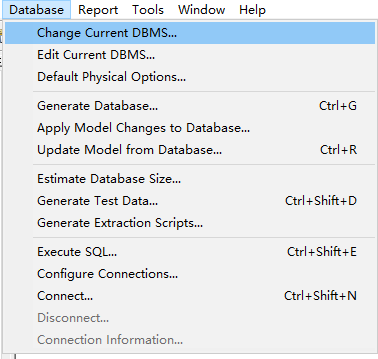 Database Report Tools Window Help
Change Current DBMS...
Edit Current DBMS...
Default Physical Options...
Generate Database... Ctrl+G
Apply Model Changes to Database...
Update Model from Database... Ctrl+R
Estimate Database Size...
Generate Test Data... Ctrl+Shift+D
Generate Extraction Scripts...
Execute SQL... Ctrl+Shift+E
Configure Connections...
Connect... Ctrl+Shift+N
Disconnect...
Connection Information...